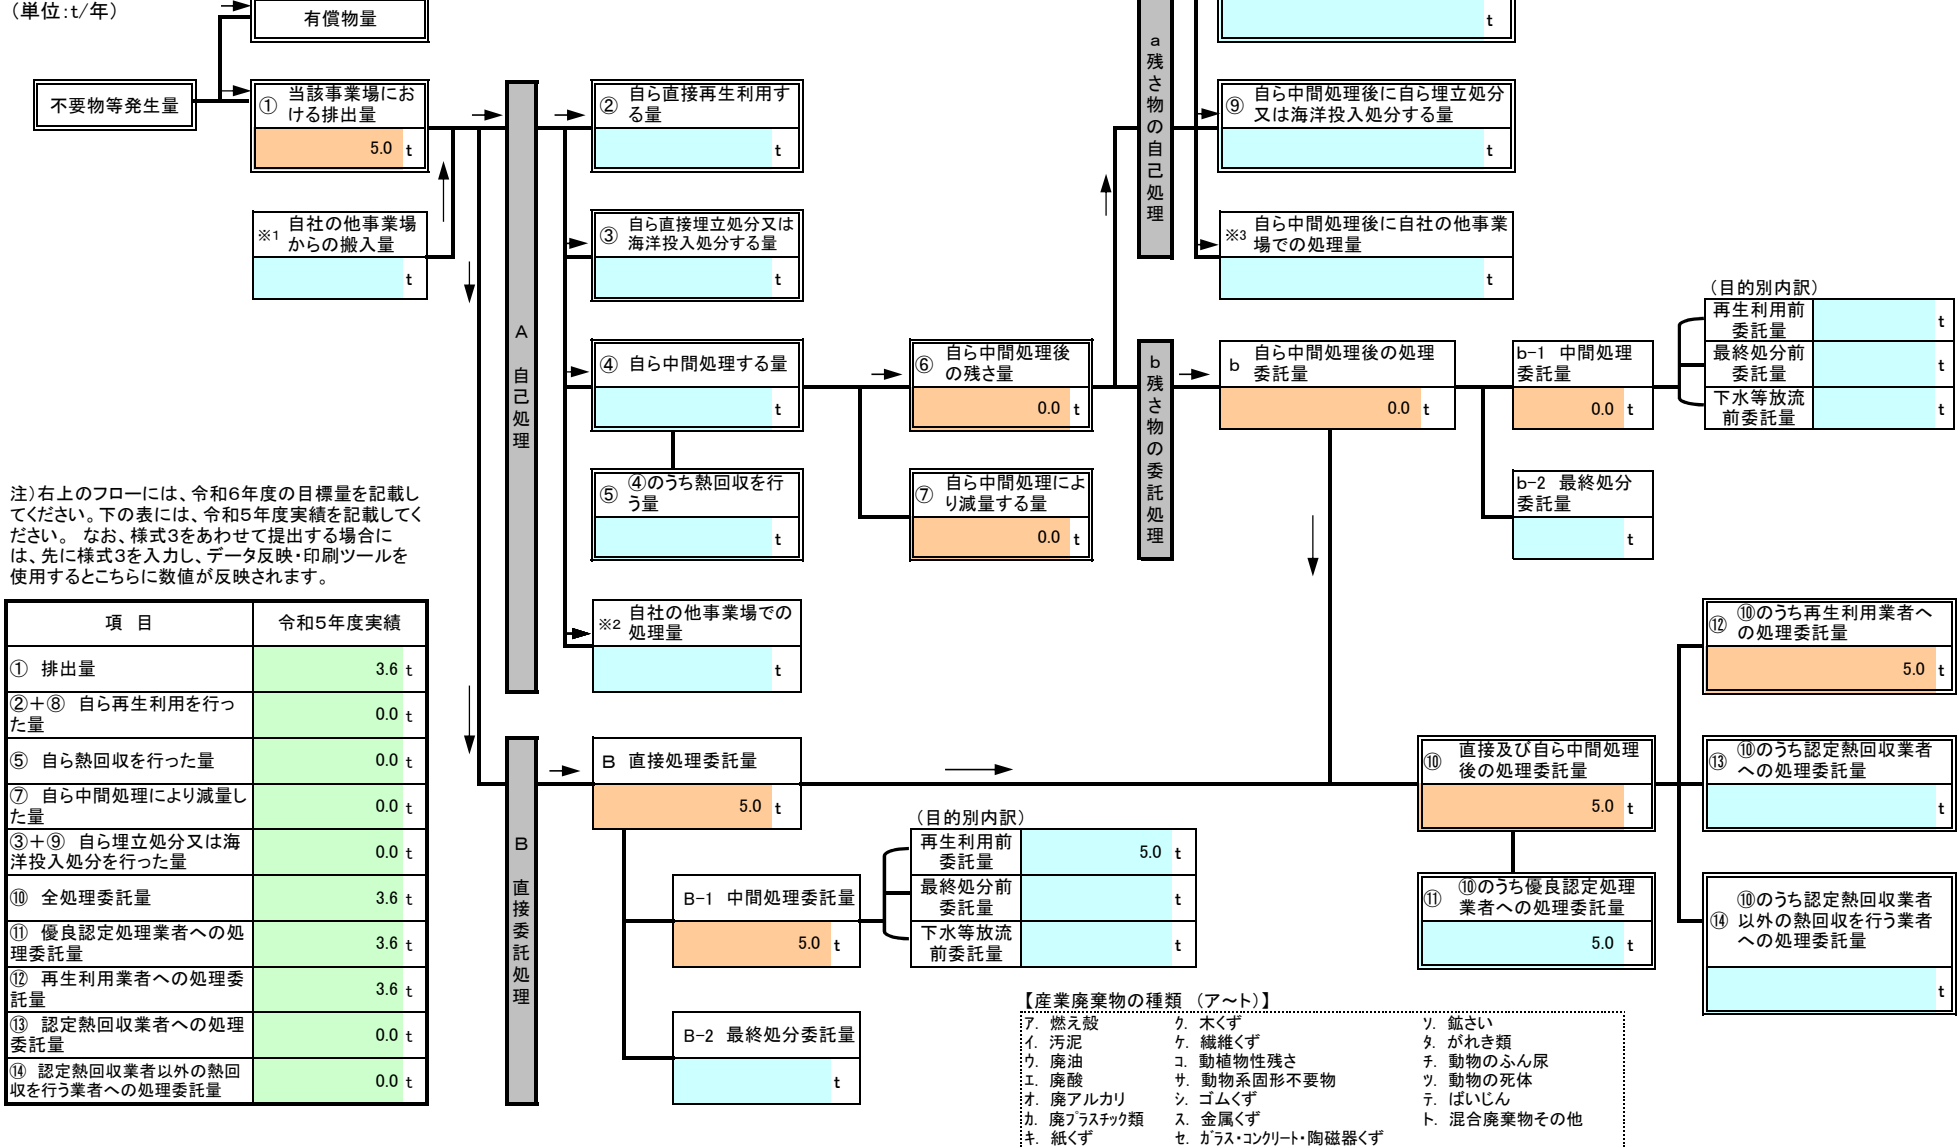 （単位：t/年）
有償物量
t
不要物等発生量
① 当該事業場にお
ける排出量
5.0 t
※1 自社の他事業場
からの搬入量
t
A 自己処理
② 自ら直接再生利用す
る量
t
③ 自ら直接埋立処分又は
海洋投入処分する量
t
④ 自ら中間処理する量
t
⑤ ④のうち熱回収を行
う量
t
※2 自社の他事業場での
処理量
t
⑥ 自ら中間処理後
の残さ量
0.0 t
⑦ 自ら中間処理によ
り減量する量
0.0 t
a 残さ物の自己処理
⑨ 自ら中間処理後に自ら埋立処分
又は海洋投入処分する量
t
※3 自ら中間処理後に自社の他事業
場での処理量
t
b 残さ物の委託処理
b 自ら中間処理後の処理
委託量
0.0 t
b-1 中間処理
委託量
0.0 t
（目的別内訳）
再生利用前
委託量
t
最終処分前
委託量
t
下水等放流
前委託量
t
b-2 最終処分
委託量
t
注）右上のフローには、令和６年度の目標量を記載し
てください。下の表には、令和５年度実績を記載してく
ださい。 なお、様式３をあわせて提出する場合に
は、先に様式３を入力し、データ反映・印刷ツールを
使用するとこちらに数値が反映されます。
項 目 令和５年度実績
① 排出量 3.6 t
②＋⑧ 自ら再生利用を行っ
た量 0.0 t
⑤ 自ら熱回収を行った量 0.0 t
⑦ 自ら中間処理により減量し
た量 0.0 t
③＋⑨ 自ら埋立処分又は海
洋投入処分を行った量 0.0 t
⑩ 全処理委託量 3.6 t
⑪ 優良認定処理業者への処
理委託量 3.6 t
⑫ 再生利用業者への処理委
託量 3.6 t
⑬ 認定熱回収業者への処理
委託量 0.0 t
⑭ 認定熱回収業者以外の熱回
収を行う業者への処理委託量 0.0 t
B 直接委託処理
B 直接処理委託量
5.0 t
B-1 中間処理委託量
5.0 t
（目的別内訳）
再生利用前
委託量
5.0 t
最終処分前
委託量
t
下水等放流
前委託量
t
B-2 最終処分委託量
t
⑩ 直接及び自ら中間処理
後の処理委託量
5.0 t
⑪ ⑩のうち優良認定処理
業者への処理委託量
5.0 t
⑫ ⑩のうち再生利用業者へ
の処理委託量
5.0 t
⑬ ⑩のうち認定熱回収業者
への処理委託量
t
⑭ ⑩のうち認定熱回収業者
以外の熱回収を行う業者
への処理委託量
t
【産業廃棄物の種類 （ア～ト）】
ア. 燃え殻
イ. 汚泥
ウ. 廃油
エ. 廃酸
オ. 廃アルカリ
カ. 廃プラスチック類
キ. 紙くず
ク. 木くず
ケ. 繊維くず
コ. 動植物性残さ
サ. 動物系固形不要物
シ. ゴムくず
ス. 金属くず
セ. ガラス・コンクリート・陶磁器くず
ソ. 鉱さい
タ. がれき類
チ. 動物のふん尿
ツ. 動物の死体
テ. ばいじん
ト. 混合廃棄物その他